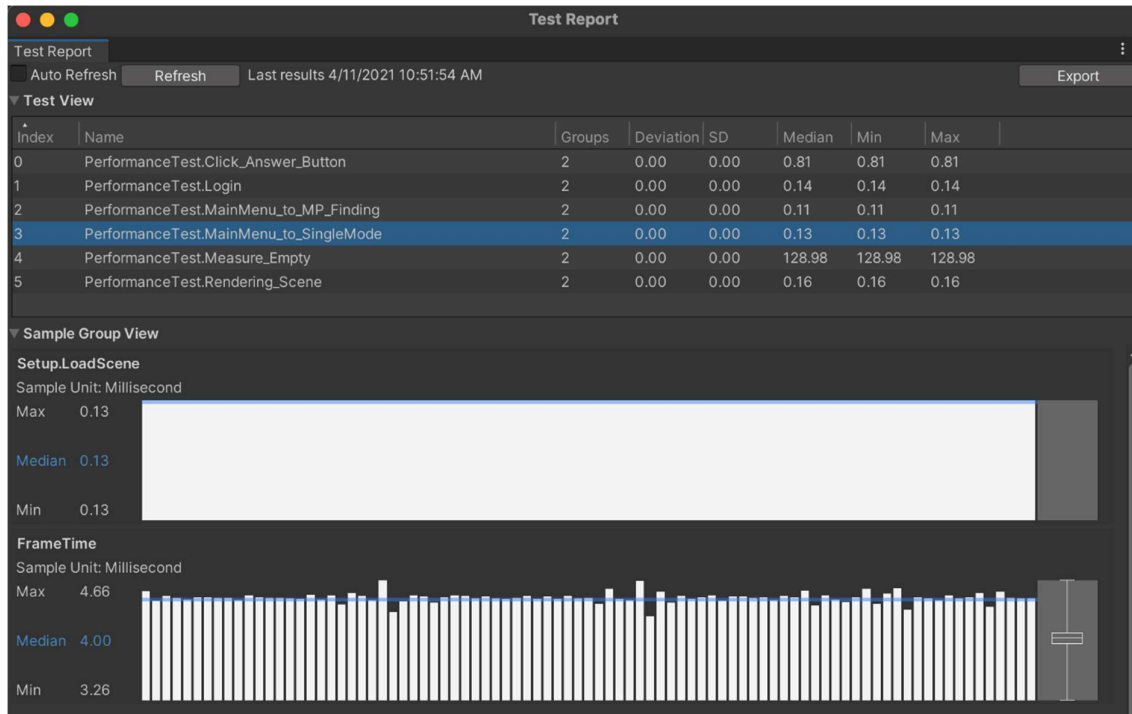 Test Report
Test Report
Auto Refresh Refresh Last results 4/11/2021 10:51:54 AM Export
Test View
Index Name Groups Deviation SD Median Min Max
0 PerformanceTest.Click_Answer_Button 2 0.00 0.00 0.81 0.81 0.81
1 PerformanceTest.Login 2 0.00 0.00 0.14 0.14 0.14
2 PerformanceTest.MainMenu_to_MP_Finding 2 0.00 0.00 0.11 0.11 0.11
3 PerformanceTest.MainMenu_to_SingleMode 2 0.00 0.00 0.13 0.13 0.13
4 PerformanceTest.Measure_Empty 2 0.00 0.00 128.98 128.98 128.98
5 PerformanceTest.Rendering_Scene 2 0.00 0.00 0.16 0.16 0.16
Sample Group View
Setup.LoadScene
Sample Unit: Millisecond
Max 0.13
Median 0.13
Min 0.13
FrameTime
Sample Unit: Millisecond
Max 4.66
Median 4.00
Min 3.26